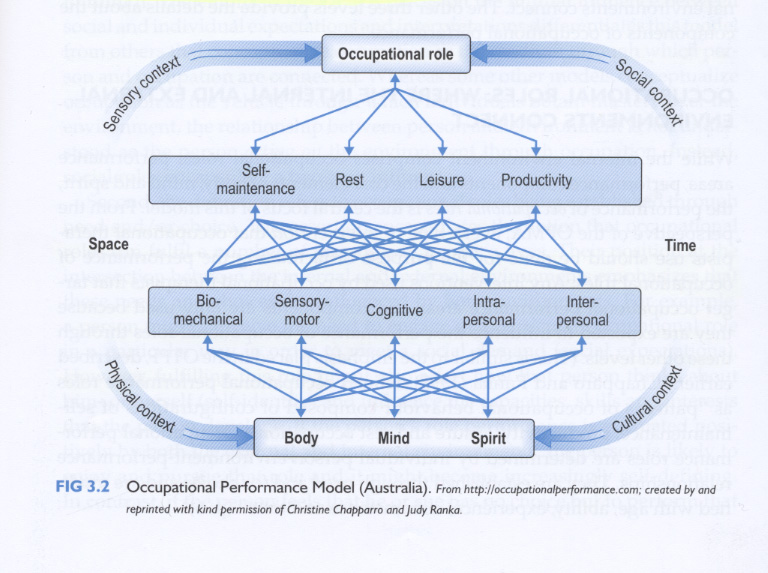 Occupational role
Sensory context
Social context
Self-
maintenance
Rest
Leisure
Productivity
Space
Time
Bio-
mechanical
Sensory-
motor
Cognitive
Intra-
personal
Inter-
personal
Physical context
Cultural context
Body
Mind
Spirit
FIG 3.2 Occupational Performance Model (Australia). From http://occupationalperformance.com; created by and
reprinted with kind permission of Christine Chapparo and Judy Ranka.